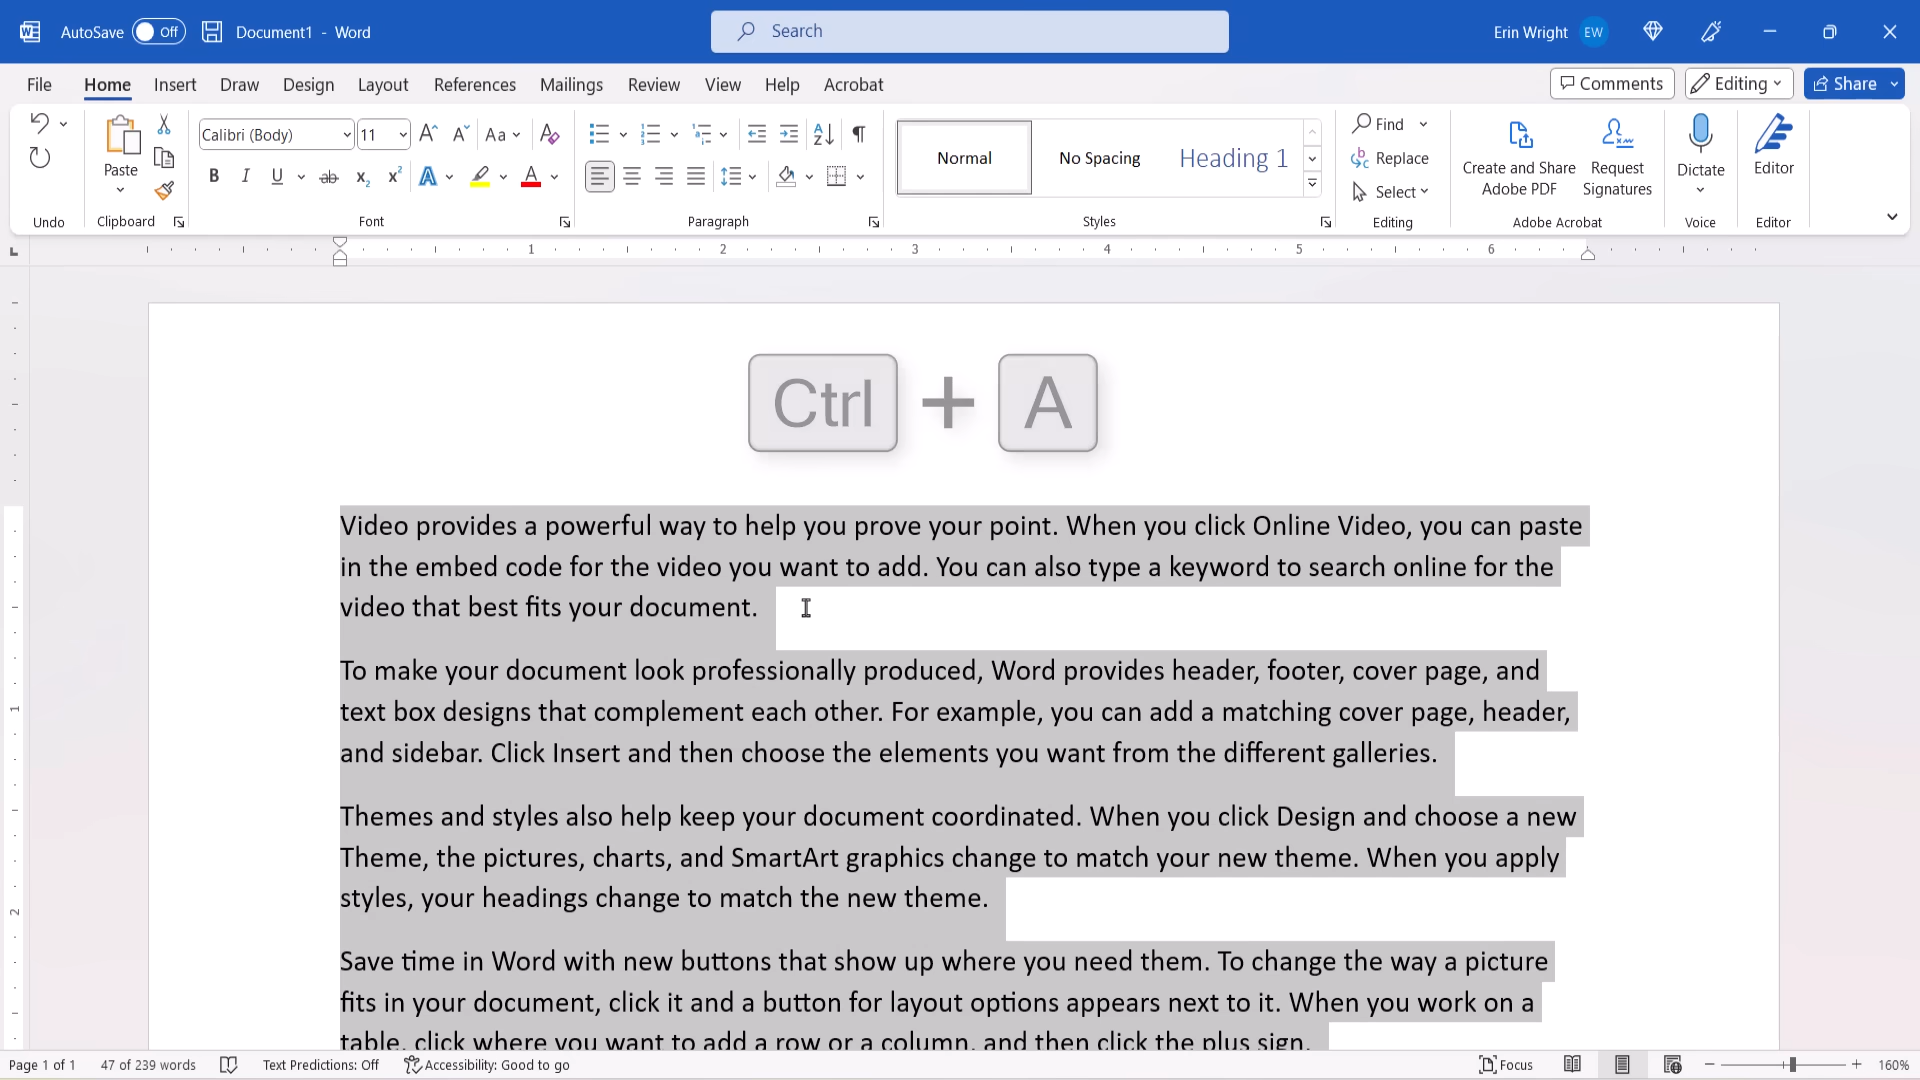 AutoSave Off Document1 - Word Search Erin Wright EW
File Home Insert Draw Design Layout References Mailings Review View Help Acrobat Comments Editing Share
Paste Calibri (Body) 11 Aa B I U ab x2 x2 A A Normal No Spacing Heading 1 Find Replace Select Create and Share Adobe PDF Request Signatures Dictate Editor
Undo Clipboard Font Paragraph Styles Editing Adobe Acrobat Voice Editor
1 2 3 4 5 6
Ctrl + A
Video provides a powerful way to help you prove your point. When you click Online Video, you can paste
in the embed code for the video you want to add. You can also type a keyword to search online for the
video that best fits your document.
To make your document look professionally produced, Word provides header, footer, cover page, and
text box designs that complement each other. For example, you can add a matching cover page, header,
and sidebar. Click Insert and then choose the elements you want from the different galleries.
Themes and styles also help keep your document coordinated. When you click Design and choose a new
Theme, the pictures, charts, and SmartArt graphics change to match your new theme. When you apply
styles, your headings change to match the new theme.
Save time in Word with new buttons that show up where you need them. To change the way a picture
fits in your document, click it and a button for layout options appears next to it. When you work on a
table, click where you want to add a row or a column, and then click the plus sign.
1
2
Page 1 of 1 47 of 239 words Text Predictions: Off Accessibility: Good to go Focus 160%